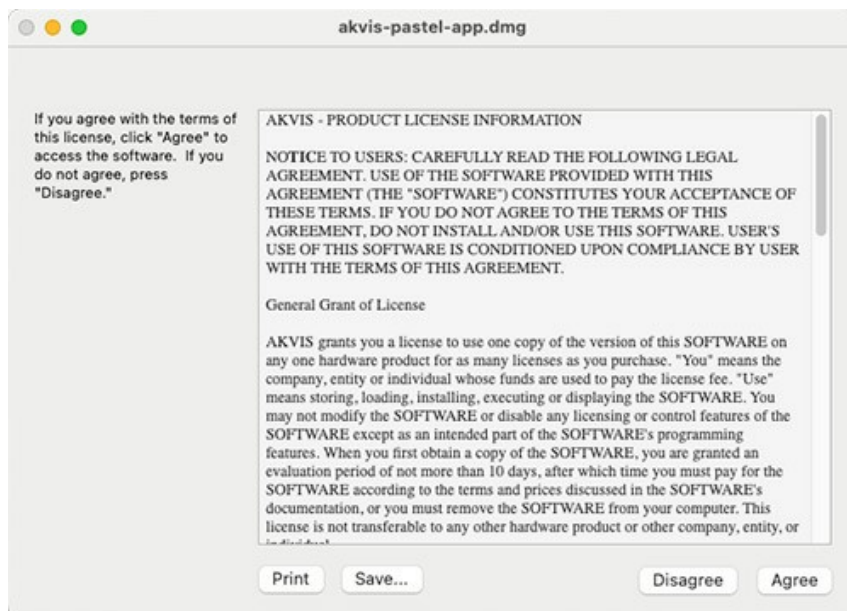 akvis-pastel-app.dmg
If you agree with the terms of
this license, click "Agree" to
access the software.  If you
do not agree, press
"Disagree."
AKVIS - PRODUCT LICENSE INFORMATION
NOTICE TO USERS: CAREFULLY READ THE FOLLOWING LEGAL
AGREEMENT. USE OF THE SOFTWARE PROVIDED WITH THIS
AGREEMENT (THE "SOFTWARE") CONSTITUTES YOUR ACCEPTANCE OF
THESE TERMS. IF YOU DO NOT AGREE TO THE TERMS OF THIS
AGREEMENT, DO NOT INSTALL AND/OR USE THIS SOFTWARE. USER'S
USE OF THIS SOFTWARE IS CONDITIONED UPON COMPLIANCE BY USER
WITH THE TERMS OF THIS AGREEMENT.
General Grant of License
AKVIS grants you a license to use one copy of the version of this SOFTWARE on
any one hardware product for as many licenses as you purchase. "You" means the
company, entity or individual whose funds are used to pay the license fee. "Use"
means storing, loading, installing, executing or displaying the SOFTWARE. You
may not modify the SOFTWARE or disable any licensing or control features of the
SOFTWARE except as an intended part of the SOFTWARE's programming
features. When you first obtain a copy of the SOFTWARE, you are granted an
evaluation period of not more than 10 days, after which time you must pay for the
SOFTWARE according to the terms and prices discussed in the SOFTWARE's
documentation, or you must remove the SOFTWARE from your computer. This
license is not transferable to any other hardware product or other company, entity, or
Print Save... Disagree Agree